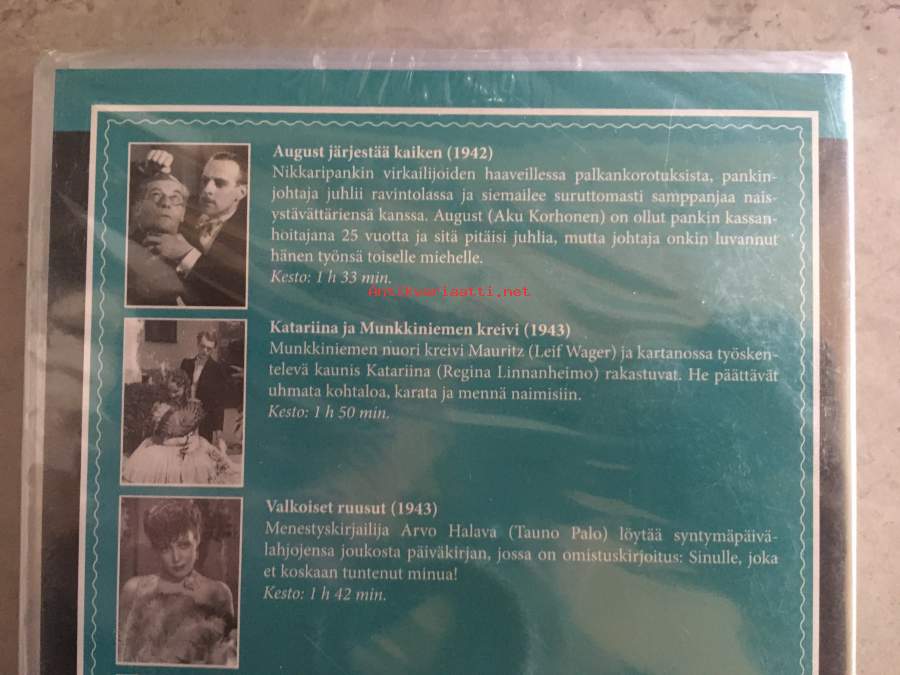 August järjestää kaiken (1942)
Nikkaripankin virkailijoiden haaveillessa palkankorotuksista, pankin-
johtaja juhlii ravintolassa ja siemailee suruttomasti samppanjaa nais-
ystävättäriensä kanssa. August (Aku Korhonen) on ollut pankin kassan-
hoitajana 25 vuotta ja sitä pitäisi juhlia, mutta johtaja onkin luvannut
hänen työnsä toiselle miehelle.
Kesto: 1 h 33 min.
antikvariaatti.net
Katariina ja Munkkiniemen kreivi (1943)
Munkkiniemen nuori kreivi Mauritz (Leif Wager) ja kartanossa työsken-
televä kaunis Katariina (Regina Linnanheimo) rakastuvat. He päättävät
uhmata kohtaloa, karata ja mennä naimisiin.
Kesto: 1 h 50 min.
Valkoiset ruusut (1943)
Menestyskirjailija Arvo Halava (Tauno Palo) löytää syntymäpäivä-
lahjojensa joukosta päiväkirjan, jossa on omistuskirjoitus: Sinulle, joka
et koskaan tuntenut minua!
Kesto: 1 h 42 min.